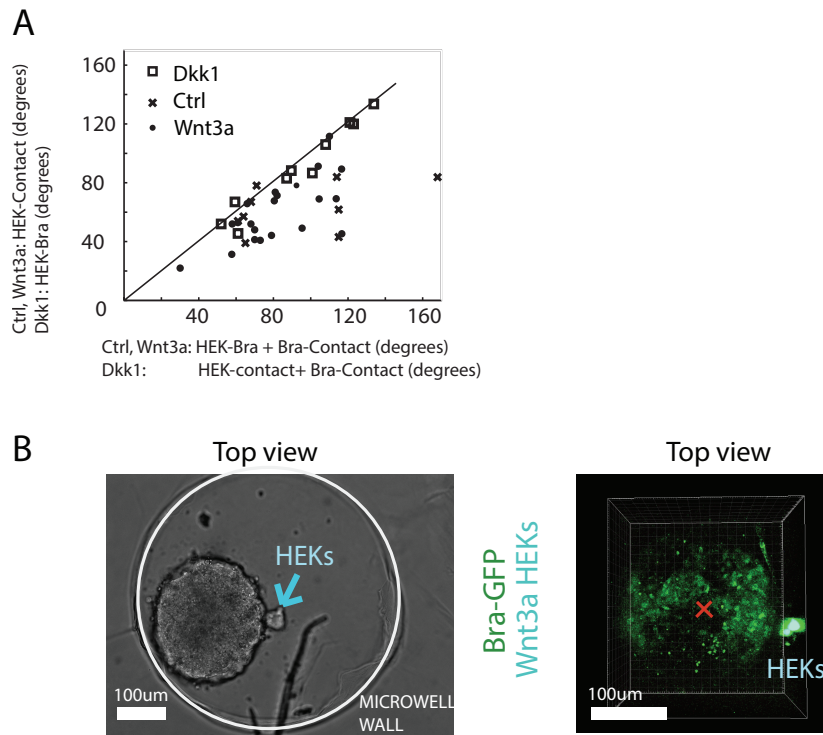 A
160
120
80
40
0
40
80
120
160
Dkk1
Ctrl
Wnt3a
Ctrl, Wnt3a: HEK-Contact (degrees)
Dkk1: HEK-Bra (degrees)
Ctrl, Wnt3a: HEK-Bra + Bra-Contact (degrees)
Dkk1: HEK-contact+ Bra-Contact (degrees)
B
Top view
HEKs
100um
MICROWELL
WALL
Bra-GFP
Wnt3a HEKs
Top view
HEKs
100um